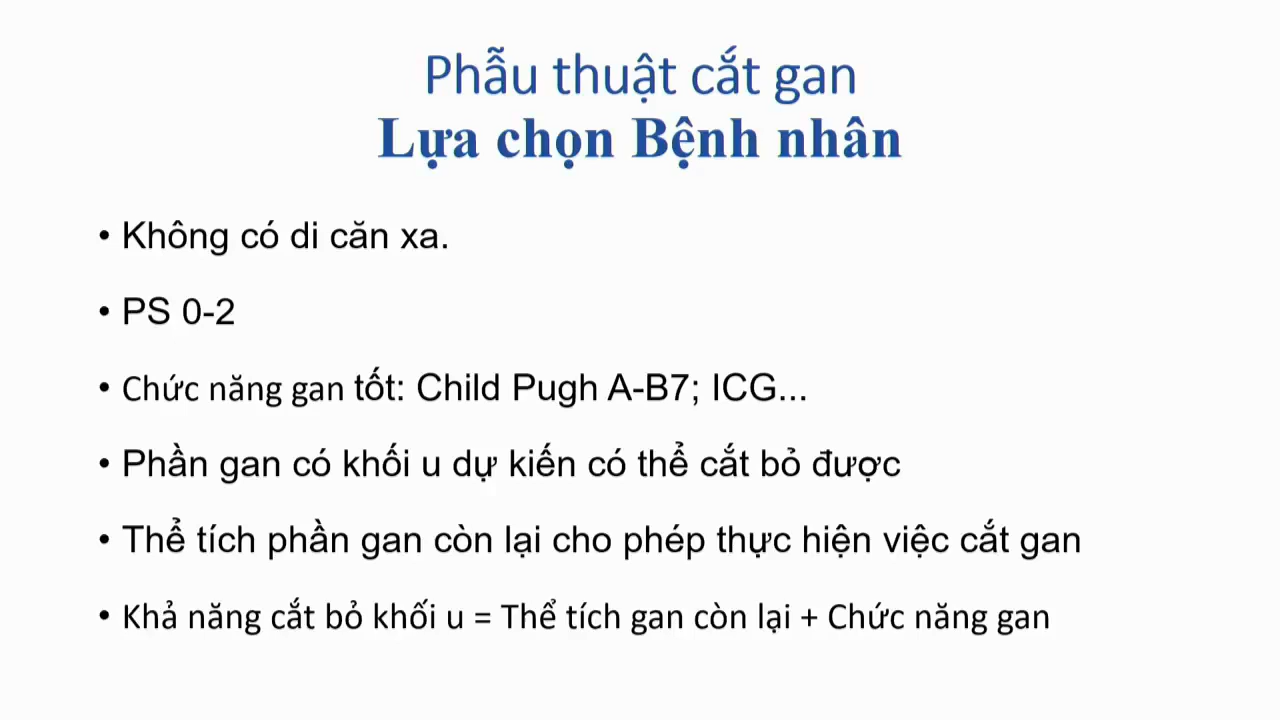 Phẫu thuật cắt gan
Lựa chọn Bệnh nhân
• Không có di căn xa.
• PS 0-2
• Chức năng gan tốt: Child Pugh A-B7; ICG...
• Phần gan có khối u dự kiến có thể cắt bỏ được
• Thể tích phần gan còn lại cho phép thực hiện việc cắt gan
• Khả năng cắt bỏ khối u = Thể tích gan còn lại + Chức năng gan